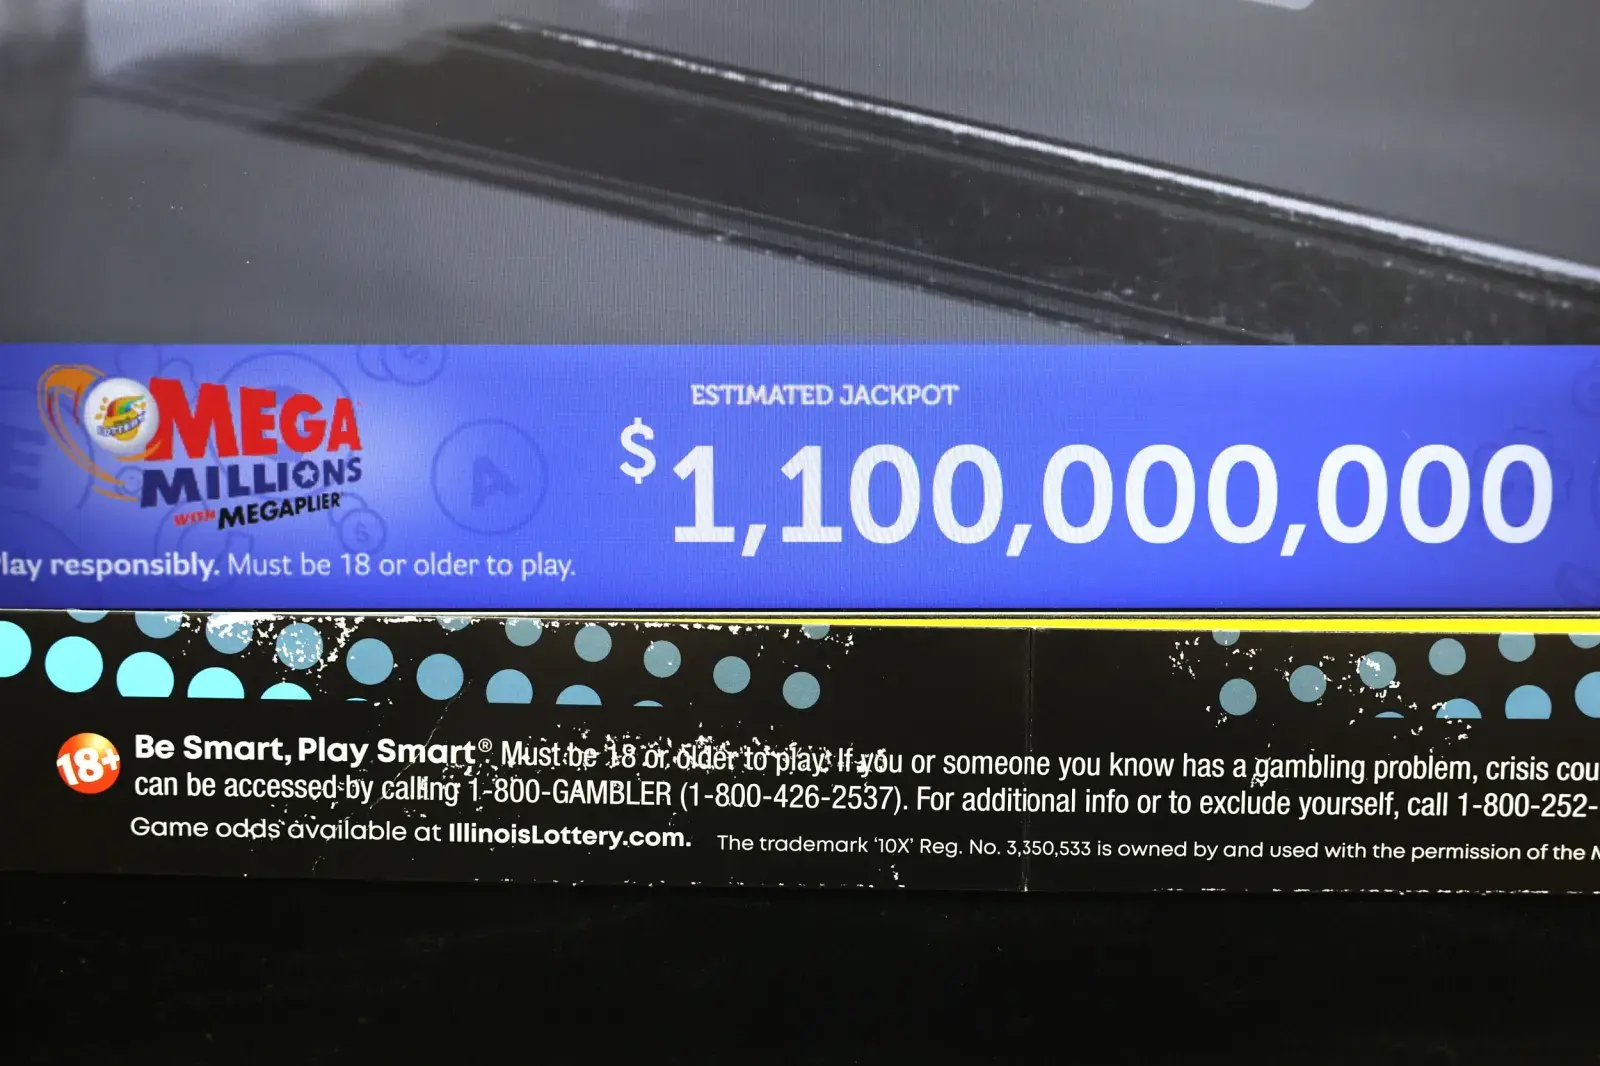 LOTTERY
MEGA
MILLIONS
WITH MEGAPLIER
ESTIMATED JACKPOT
$1,100,000,000
lay responsibly. Must be 18 or older to play.
18+
Be Smart, Play Smart® Must be 18 or older to play. If you or someone you know has a gambling problem, crisis cou
can be accessed by calling 1-800-GAMBLER (1-800-426-2537). For additional info or to exclude yourself, call 1-800-252-
Game odds available at IllinoisLottery.com. The trademark ‘10X’ Reg. No. 3,350,533 is owned by and used with the permission of the M